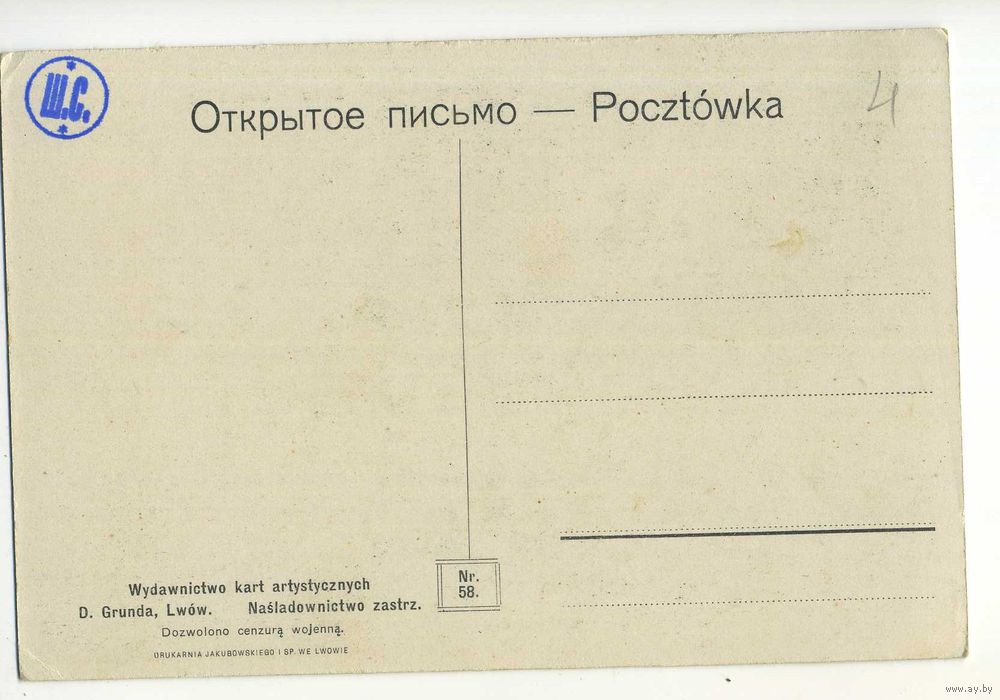 Ш.С.
Открытое письмо — Pocztówka
4
Wydawnictwo kart artystycznych
D. Grunda, Lwów. Naśladownictwo zastrz.
Dozwolono cenzurą wojenną.
DRUKARNIA JAKUBOWSKIEGO I SP. WE LWOWIE
Nr.
58.
www.ay.by